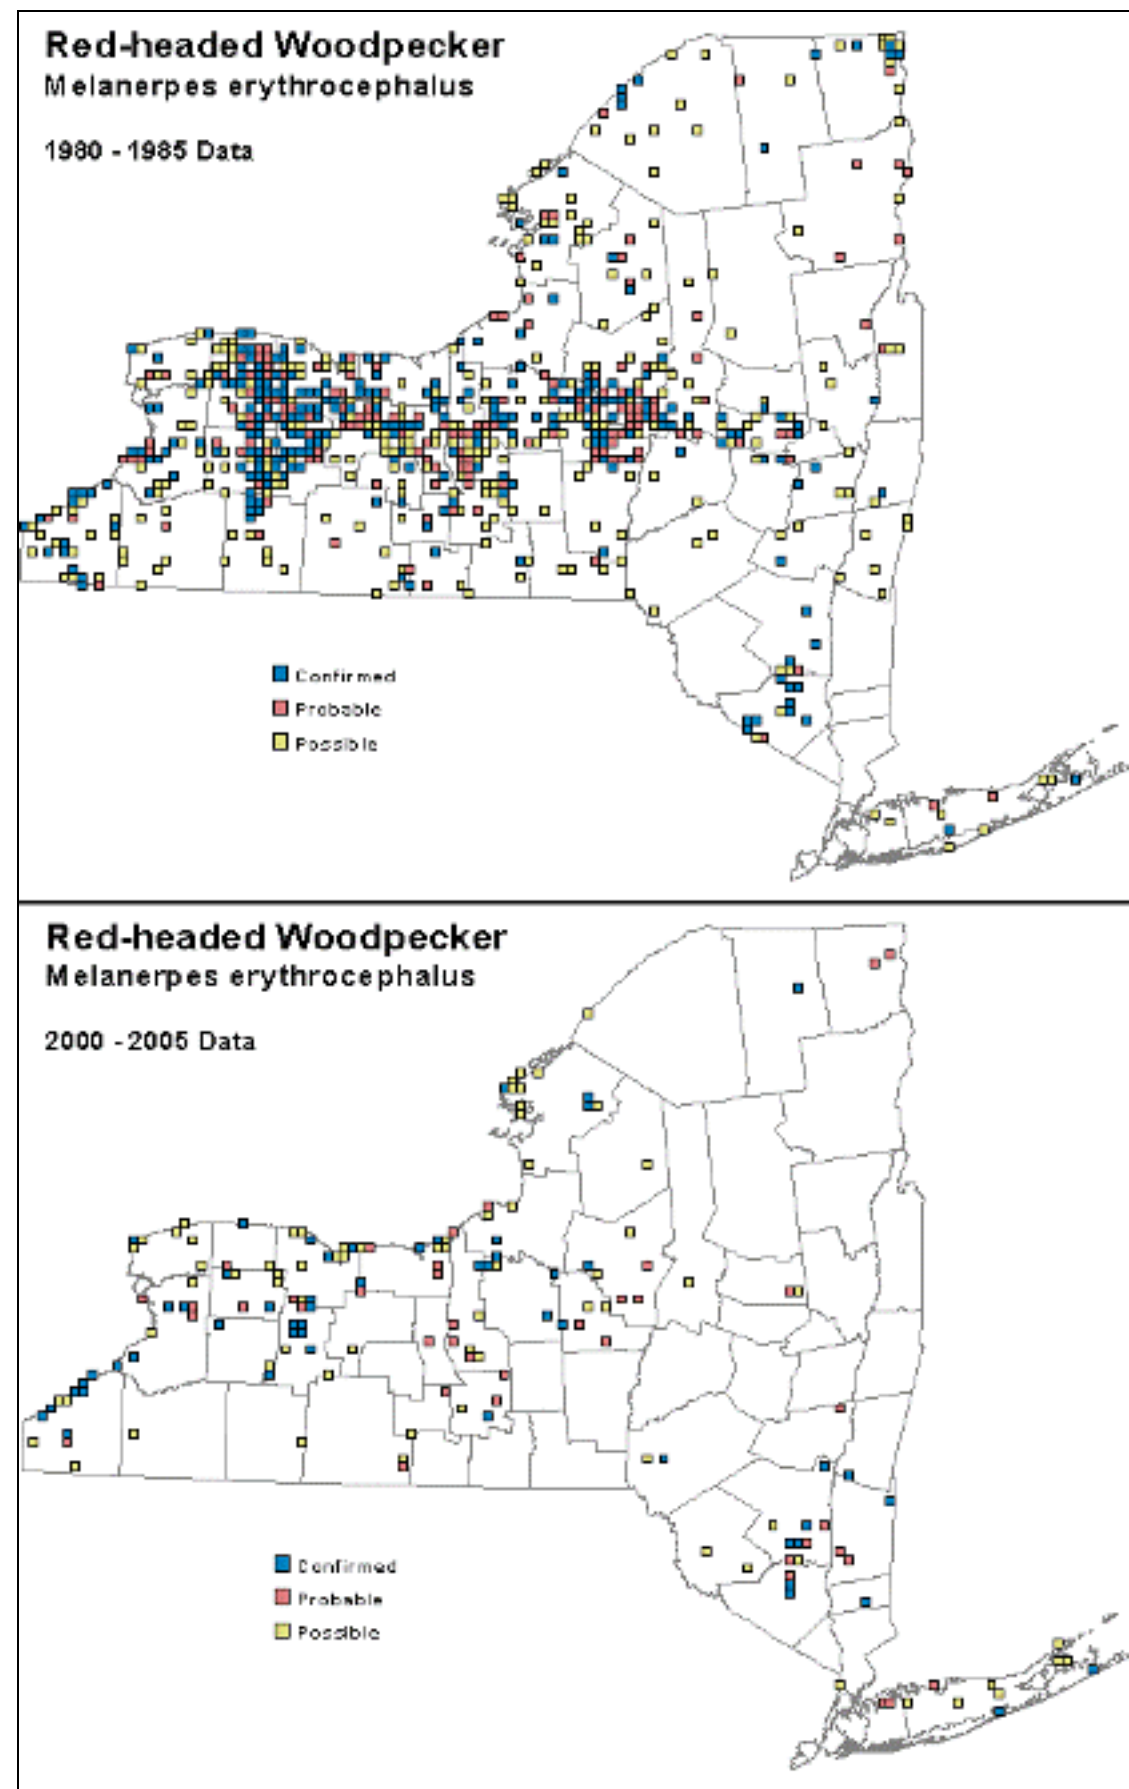 Red-headed Woodpecker
Melanerpes erythrocephalus
1980 - 1985 Data
Confirmed
Probable
Possible
Red-headed Woodpecker
Melanerpes erythrocephalus
2000 - 2005 Data
Confirmed
Probable
Possible